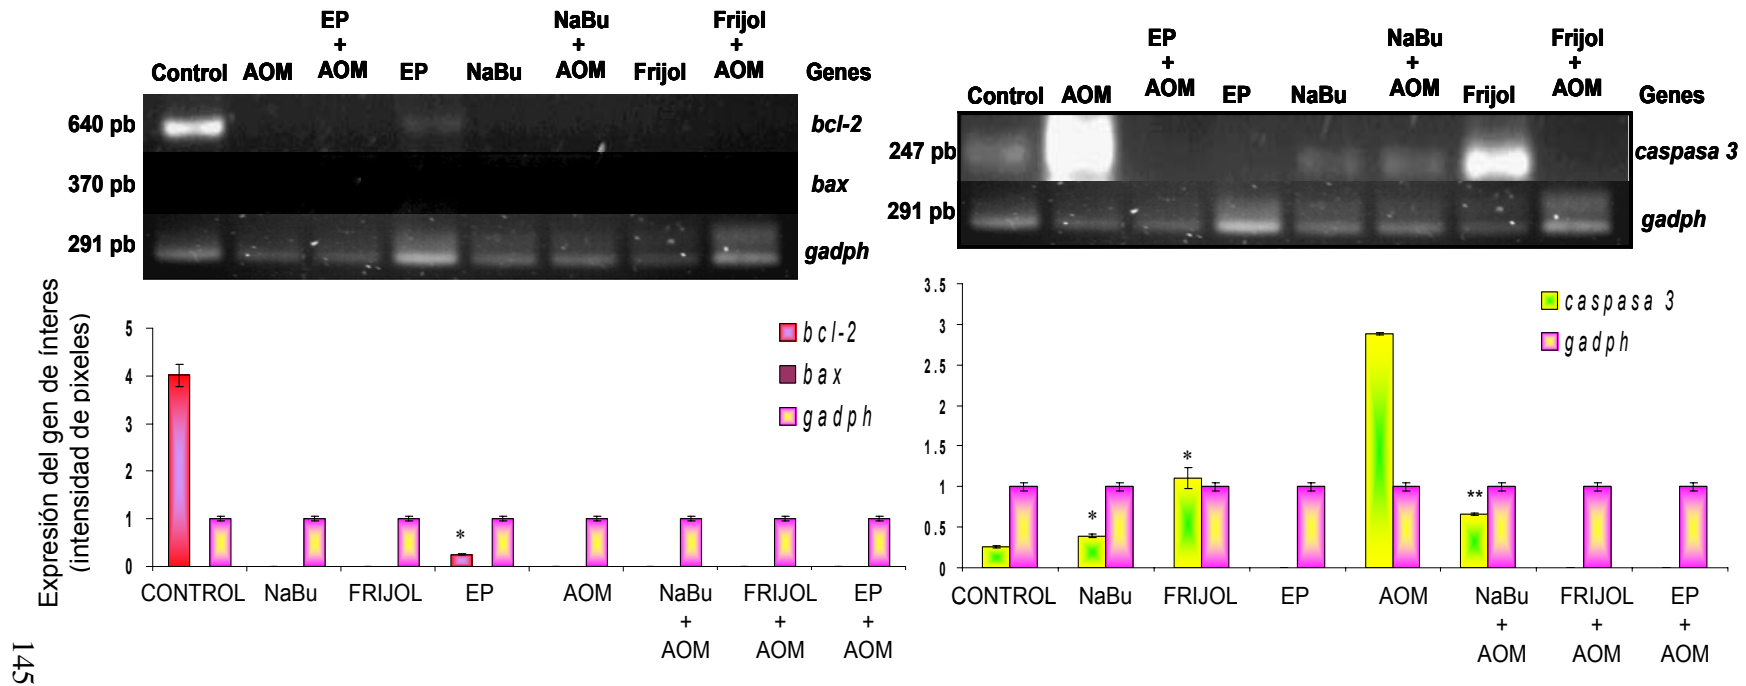 EP
+
AOM
NaBu
+
AOM
Frijol
+
AOM
Control AOM EP NaBu Frijol Genes
640 pb bcl-2
370 pb bax
291 pb gadph
EP
+
AOM
NaBu
+
AOM
Frijol
+
AOM
Control AOM EP NaBu Frijol Genes
247 pb caspasa 3
291 pb gadph
Expresión del gen de ínteres
(intensidad de pixeles)
5
4
3
2
1
0
*
bcl-2
bax
gadph
CONTROL NaBu FRIJOL EP AOM NaBu FRIJOL EP
+ + +
AOM AOM AOM
3.5
3
2.5
2
1.5
1
0.5
0
* * **
caspasa 3
gadph
CONTROL NaBu FRIJOL EP AOM NaBu FRIJOL EP
+ + +
AOM AOM AOM
145